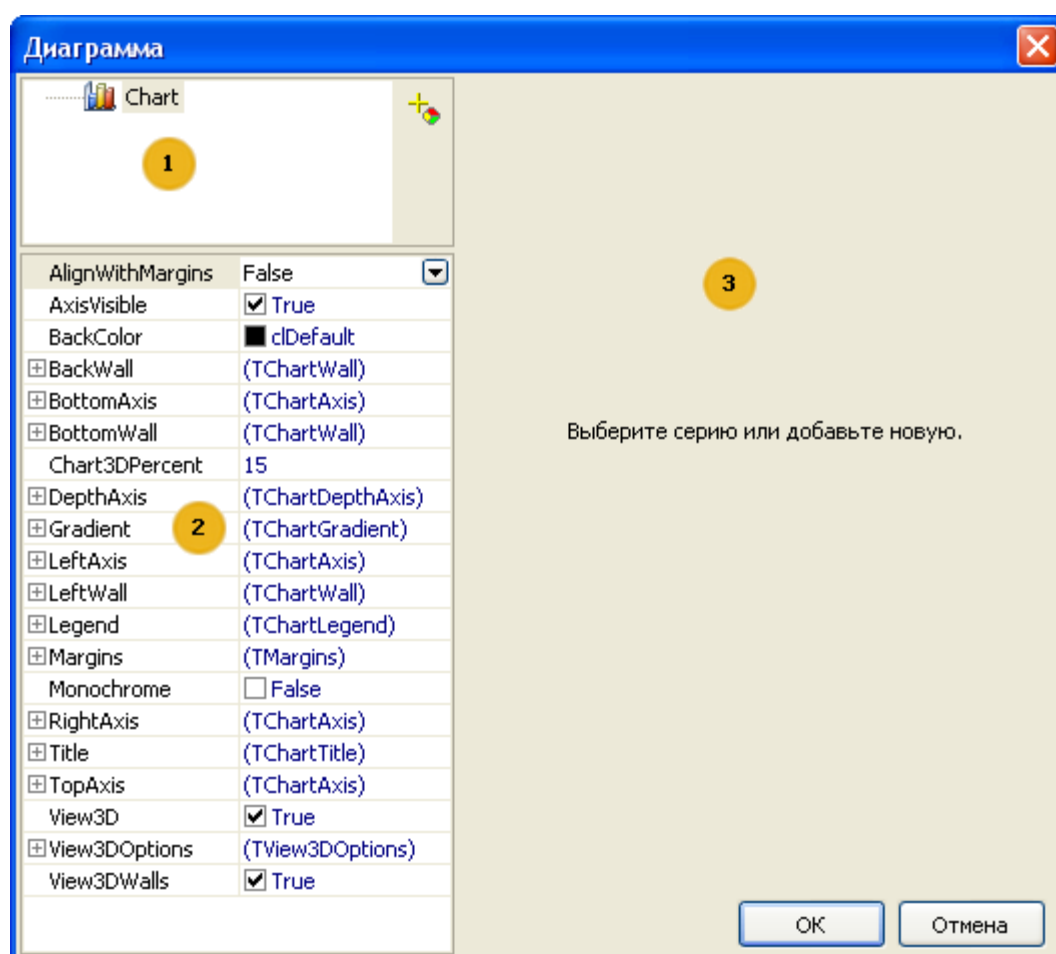 Диаграмма
Chart
1
AlignWithMargins False
AxisVisible True
BackColor clDefault
BackWall (TChartWall)
BottomAxis (TChartAxis)
BottomWall (TChartWall)
Chart3DPercent 15
DepthAxis (TChartDepthAxis)
Gradient 2 (TChartGradient)
LeftAxis (TChartAxis)
LeftWall (TChartWall)
Legend (TChartLegend)
Margins (TMargins)
Monochrome False
RightAxis (TChartAxis)
Title (TChartTitle)
TopAxis (TChartAxis)
View3D True
View3DOptions (TView3DOptions)
View3DWalls True
3
Выберите серию или добавьте новую.
ОК Отмена